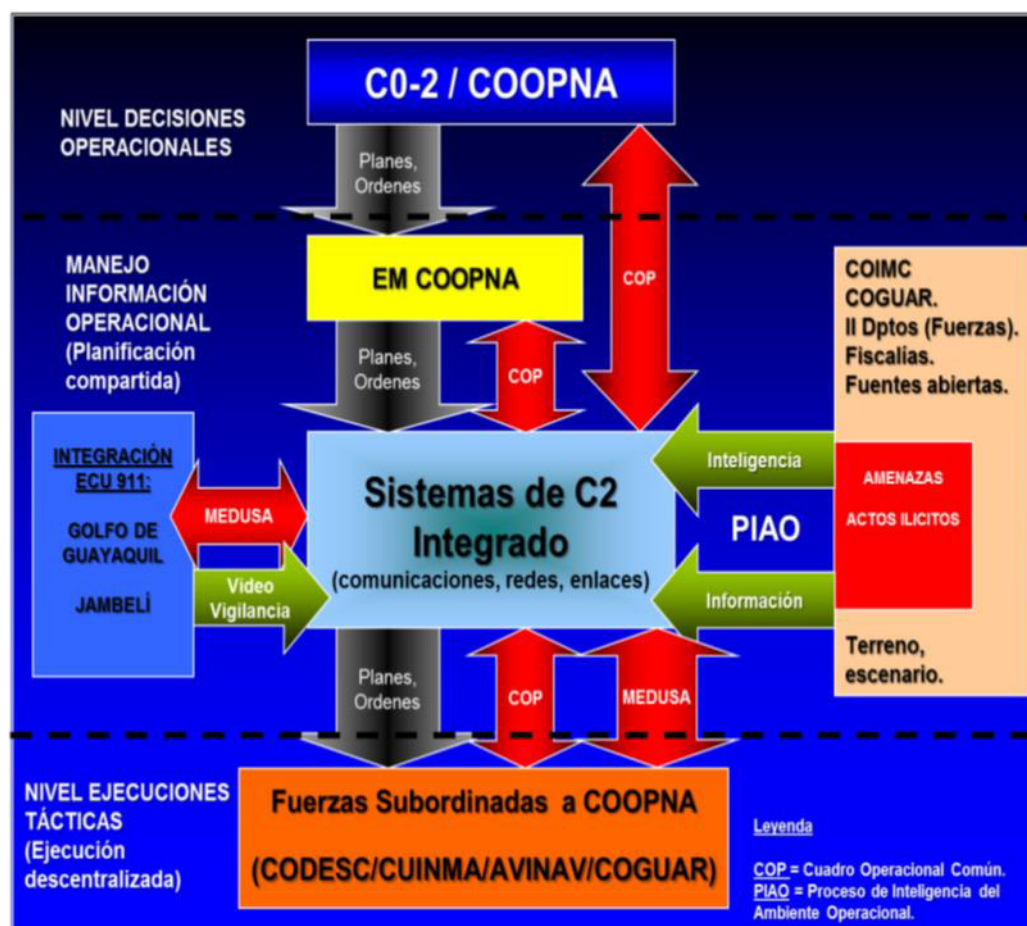 C0-2 / COOPNA
NIVEL DECISIONES
OPERACIONALES
Planes,
Ordenes
MANEJO
INFORMACIÓN
OPERACIONAL
(Planificación
compartida)
EM COOPNA
COP
COP
Planes,
Ordenes
COIMC
COGUAR.
II Dptos (Fuerzas).
Fiscalías.
Fuentes abiertas.
INTEGRACIÓN
ECU 911:
GOLFO DE
GUAYAQUIL
JAMBELÍ
MEDUSA
Video
Vigilancia
Sistemas de C2
Integrado
(comunicaciones, redes, enlaces)
Inteligencia
PIAO
Información
AMENAZAS
ACTOS ILICITOS
Terreno,
escenario.
Planes,
Ordenes
COP
MEDUSA
NIVEL EJECUCIONES
TÁCTICAS
(Ejecución
descentralizada)
Fuerzas Subordinadas a COOPNA
(CODESC/CUINMA/AVINAV/COGUAR)
Leyenda
COP = Cuadro Operacional Común.
PIAO = Proceso de Inteligencia del
Ambiente Operacional.